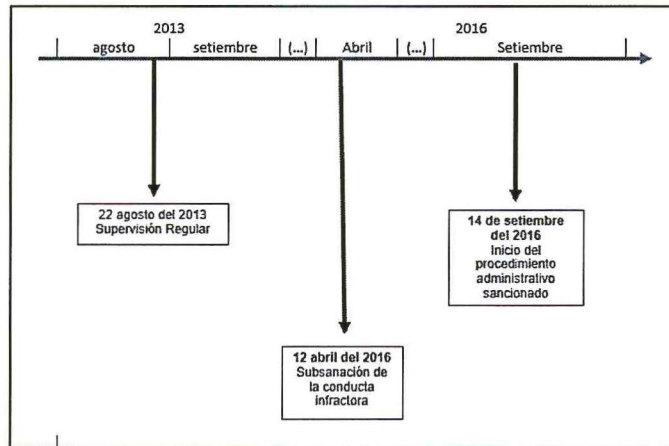 2013 2016
agosto setiembre (...) Abril (...) Setiembre
22 agosto del 2013
Supervisión Regular
14 de setiembre
del 2016
Inicio del
procedimiento
administrativo
sancionado
12 abril del 2016
Subsanación de
la conducta
infractora